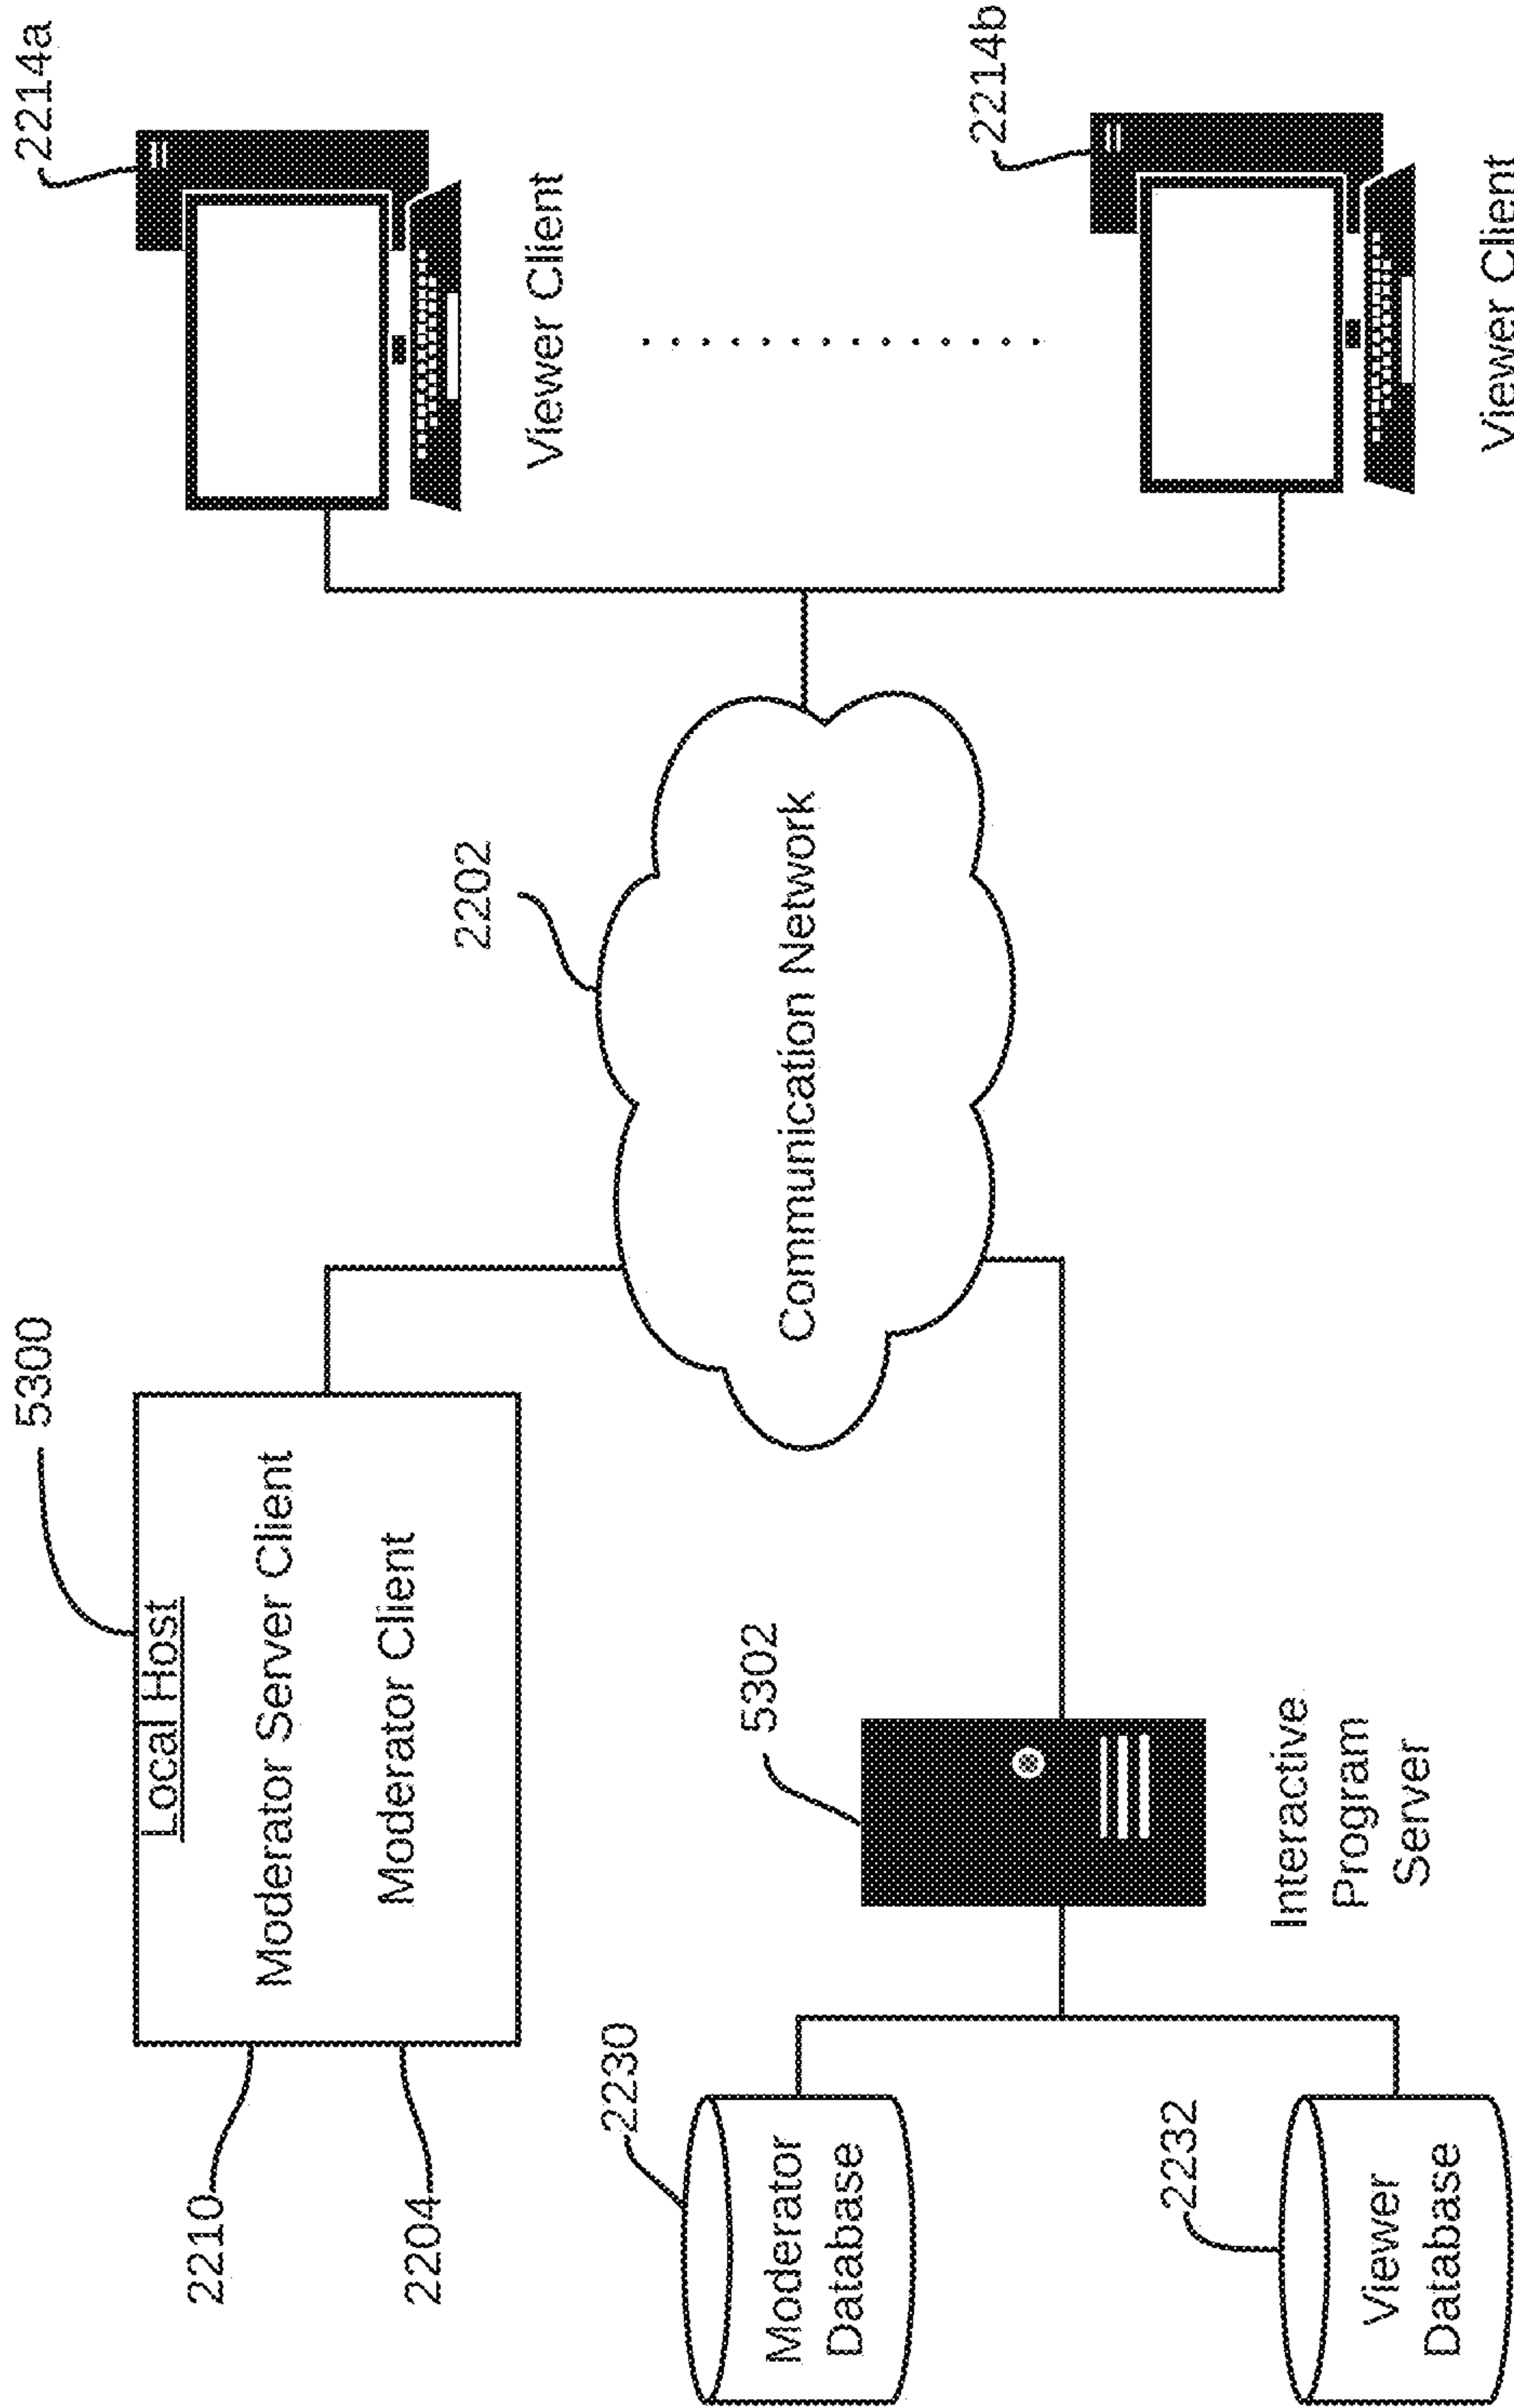 5300
2214a
Local Host
2210
Moderator Server Client
Moderator Client
2204
2202
Viewer Client
2230
5302
Moderator
Database
Communication Network
2214b
2232
Interactive
Program
Server
Viewer
Database
Viewer Client